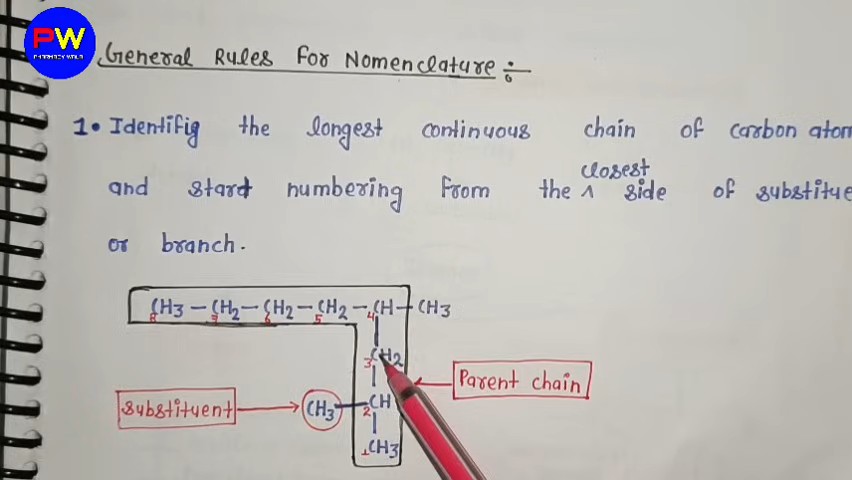 PW
PHARMACY WALA
General Rules for Nomenclature ÷
1. Identifig the longest continuous chain of carbon atom
closest
and start numbering from the ^ side of substitue
or branch.
CH3 — CH2 — CH2 — CH2 — CH — CH3
8 7 6 5 4
CH2
3
Parent chain
Substituent → CH3 — CH
2
CH3
1